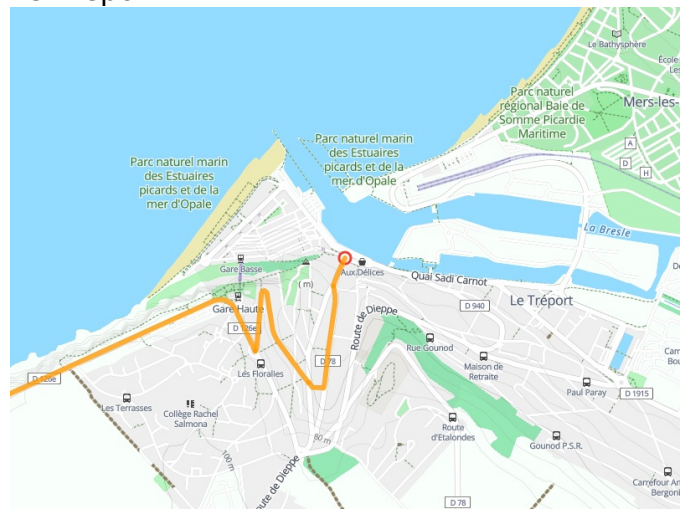 Le Bathysphère
Mers-les-
Parc naturel
régional Baie de
Somme Picardie
Maritime
A
D
H
Parc naturel marin
des Estuaires
picards et de la
mer d'Opale
Parc naturel marin
des Estuaires
picards et de la
mer d'Opale
La Bresle
Gare Basse
Aux Délices
Quai Sadi Carnot
( m)
Gare Haute
D 940
Le Tréport
D 126e
Route de Dieppe
Rue Gounod
D 78
Maison de
Retraite
Les Floralies
D 126e
Paul Paray
D 1915
Les Terrasses
Collège Rachel
Salmona
Route
d'Etalondes
80 m
Gounod P.S.R.
100 m
Route de Dieppe
D 78
Carrefour
Bergoni